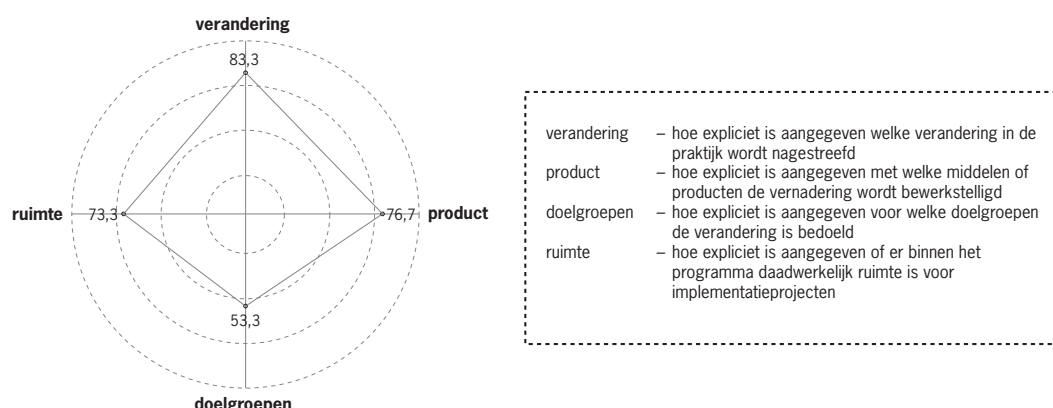 verandering
83,3
ruimte
73,3
76,7
product
53,3
doelgroepen
verandering – hoe expliciet is aangegeven welke verandering in de
praktijk wordt nagestreefd
product – hoe expliciet is aangegeven met welke middelen of
producten de vernadering wordt bewerkstelligd
doelgroepen – hoe expliciet is aangegeven voor welke doelgroepen
de verandering is bedoeld
ruimte – hoe expliciet is aangegeven of er binnen het
programma daadwerkelijk ruimte is voor
implementatieprojecten